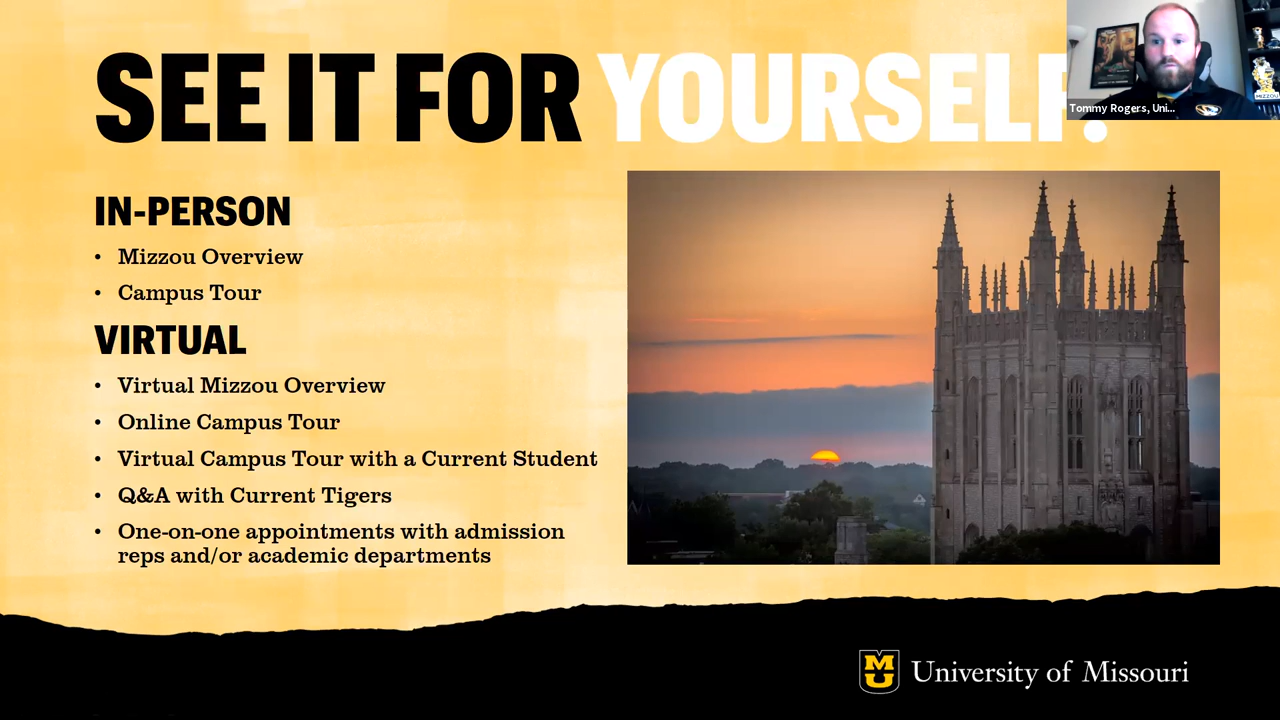 SEE IT FOR YOURSELF.
Tommy Rogers, Uni...
IN-PERSON
• Mizzou Overview
• Campus Tour
VIRTUAL
• Virtual Mizzou Overview
• Online Campus Tour
• Virtual Campus Tour with a Current Student
• Q&A with Current Tigers
• One-on-one appointments with admission
reps and/or academic departments
MIZZOU
MU
University of Missouri